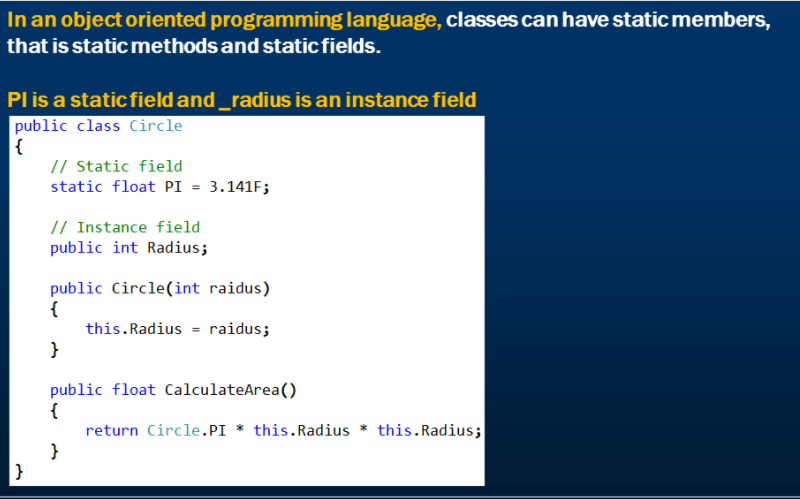 In an object oriented programming language, classes can have static members,
that is static methods and static fields.
PI is a static field and _radius is an instance field
public class Circle
{
// Static field
static float PI = 3.141F;
// Instance field
public int Radius;
public Circle(int raidus)
{
this.Radius = raidus;
}
public float CalculateArea()
{
return Circle.PI * this.Radius * this.Radius;
}
}